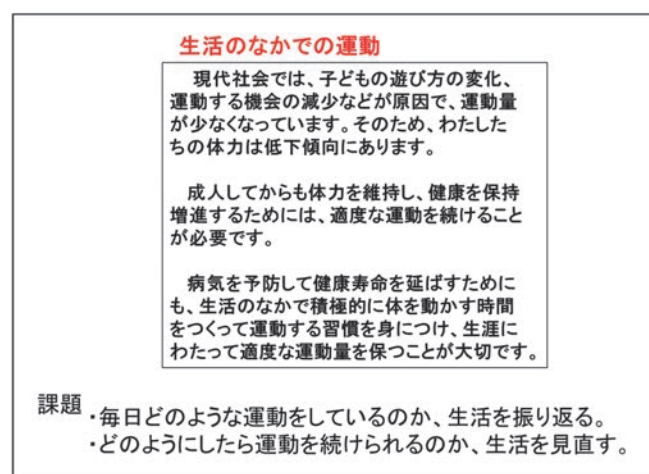 生活のなかでの運動
現代社会では、子どもの遊び方の変化、
運動する機会の減少などが原因で、運動量
が少なくなっています。そのため、わたした
ちの体力は低下傾向にあります。
成人してからも体力を維持し、健康を保持
増進するためには、適度な運動を続けること
が必要です。
病気を予防して健康寿命を延ばすために
も、生活のなかで積極的に体を動かす時間
をつくって運動する習慣を身につけ、生涯に
わたって適度な運動量を保つことが大切です。
課題 ・毎日どのような運動をしているのか、生活を振り返る。
・どのようにしたら運動を続けられるのか、生活を見直す。